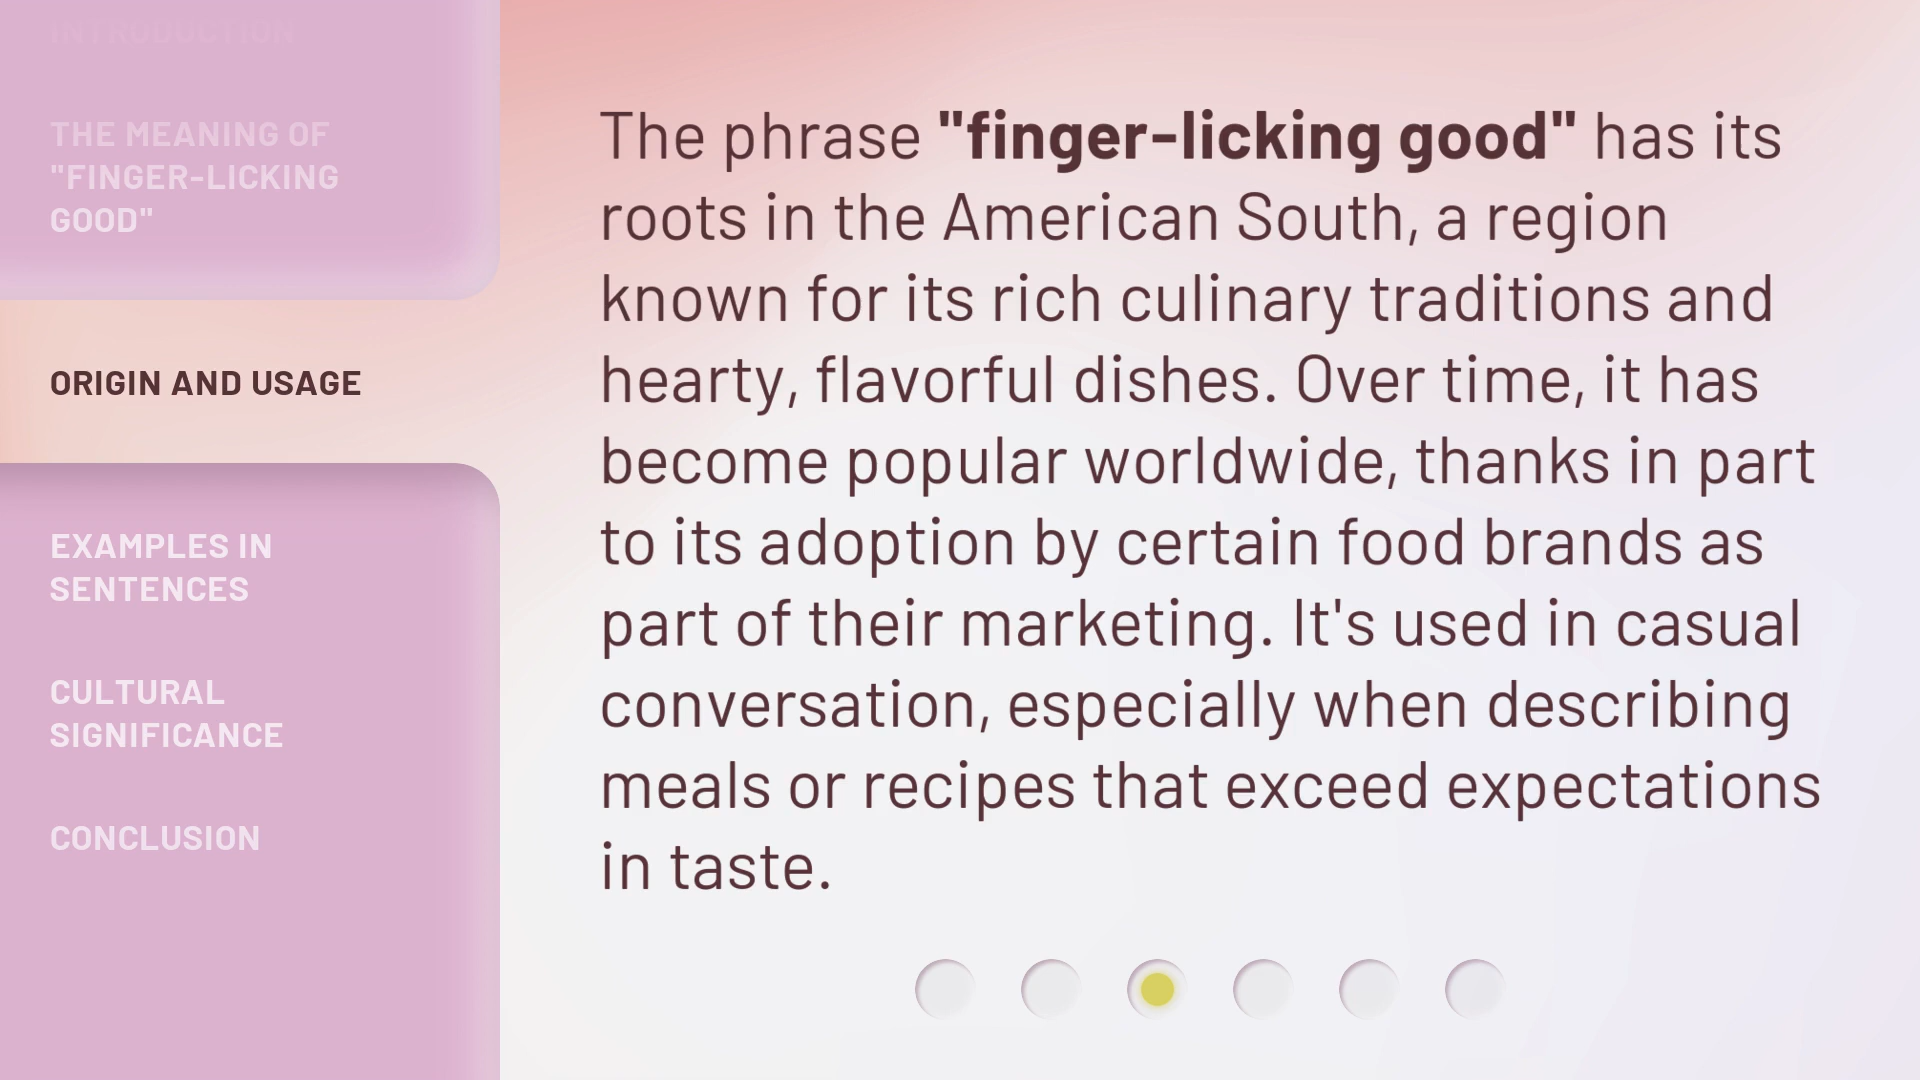 INTRODUCTION
THE MEANING OF
"FINGER-LICKING
GOOD"
ORIGIN AND USAGE
EXAMPLES IN
SENTENCES
CULTURAL
SIGNIFICANCE
CONCLUSION
The phrase "finger-licking good" has its
roots in the American South, a region
known for its rich culinary traditions and
hearty, flavorful dishes. Over time, it has
become popular worldwide, thanks in part
to its adoption by certain food brands as
part of their marketing. It's used in casual
conversation, especially when describing
meals or recipes that exceed expectations
in taste.